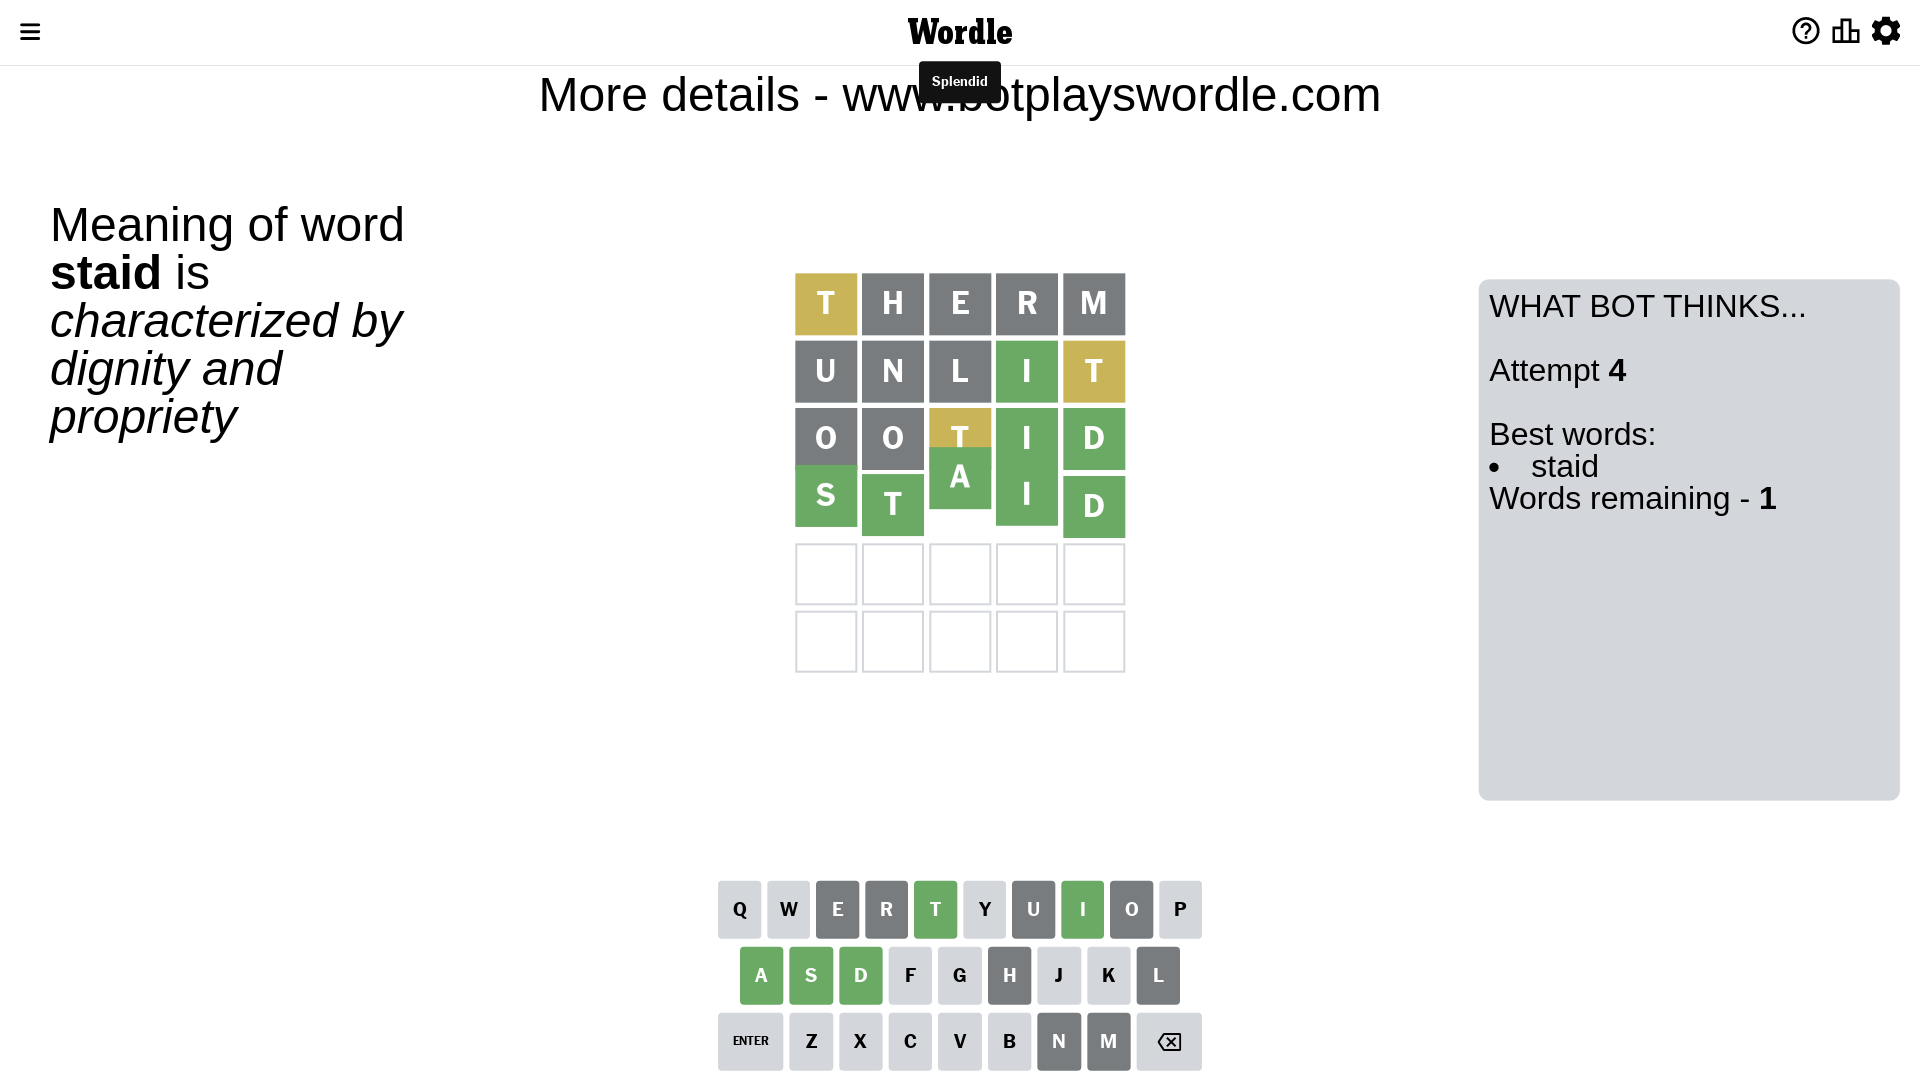 Wordle
Splendid
More details - www.botplayswordle.com
Meaning of word
staid is
characterized by
dignity and
propriety
T H E R M
U N L I T
O O T I D
S T A I D
WHAT BOT THINKS...
Attempt 4
Best words:
• staid
Words remaining - 1
Q W E R T Y U I O P
A S D F G H J K L
ENTER Z X C V B N M